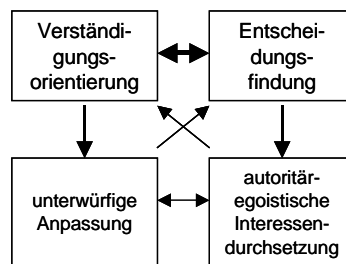 Verständi-
gungs-
orientierung
Entschei-
dungs-
findung
unterwürfige
Anpassung
autoritär-
egoistische
Interessen-
durchsetzung